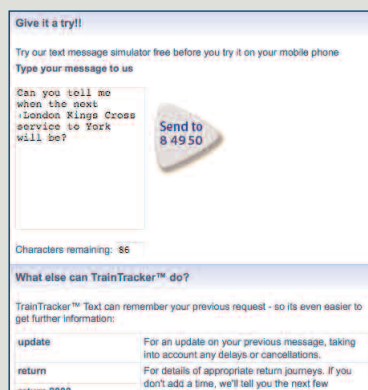 Give it a try!!
Try our text message simulator free before you try it on your mobile phone
Type your message to us
Can you tell me
when the next
London Kings Cross
service to York
will be?
Send to
8 49 50
Characters remaining: 86
What else can TrainTracker™ do?
TrainTracker™ Text can remember your previous request - so its even easier to
get further information:
update
For an update on your previous message, taking
into account any delays or cancellations.
return
For details of appropriate return journeys. If you
don't add a time, we'll tell you the next few